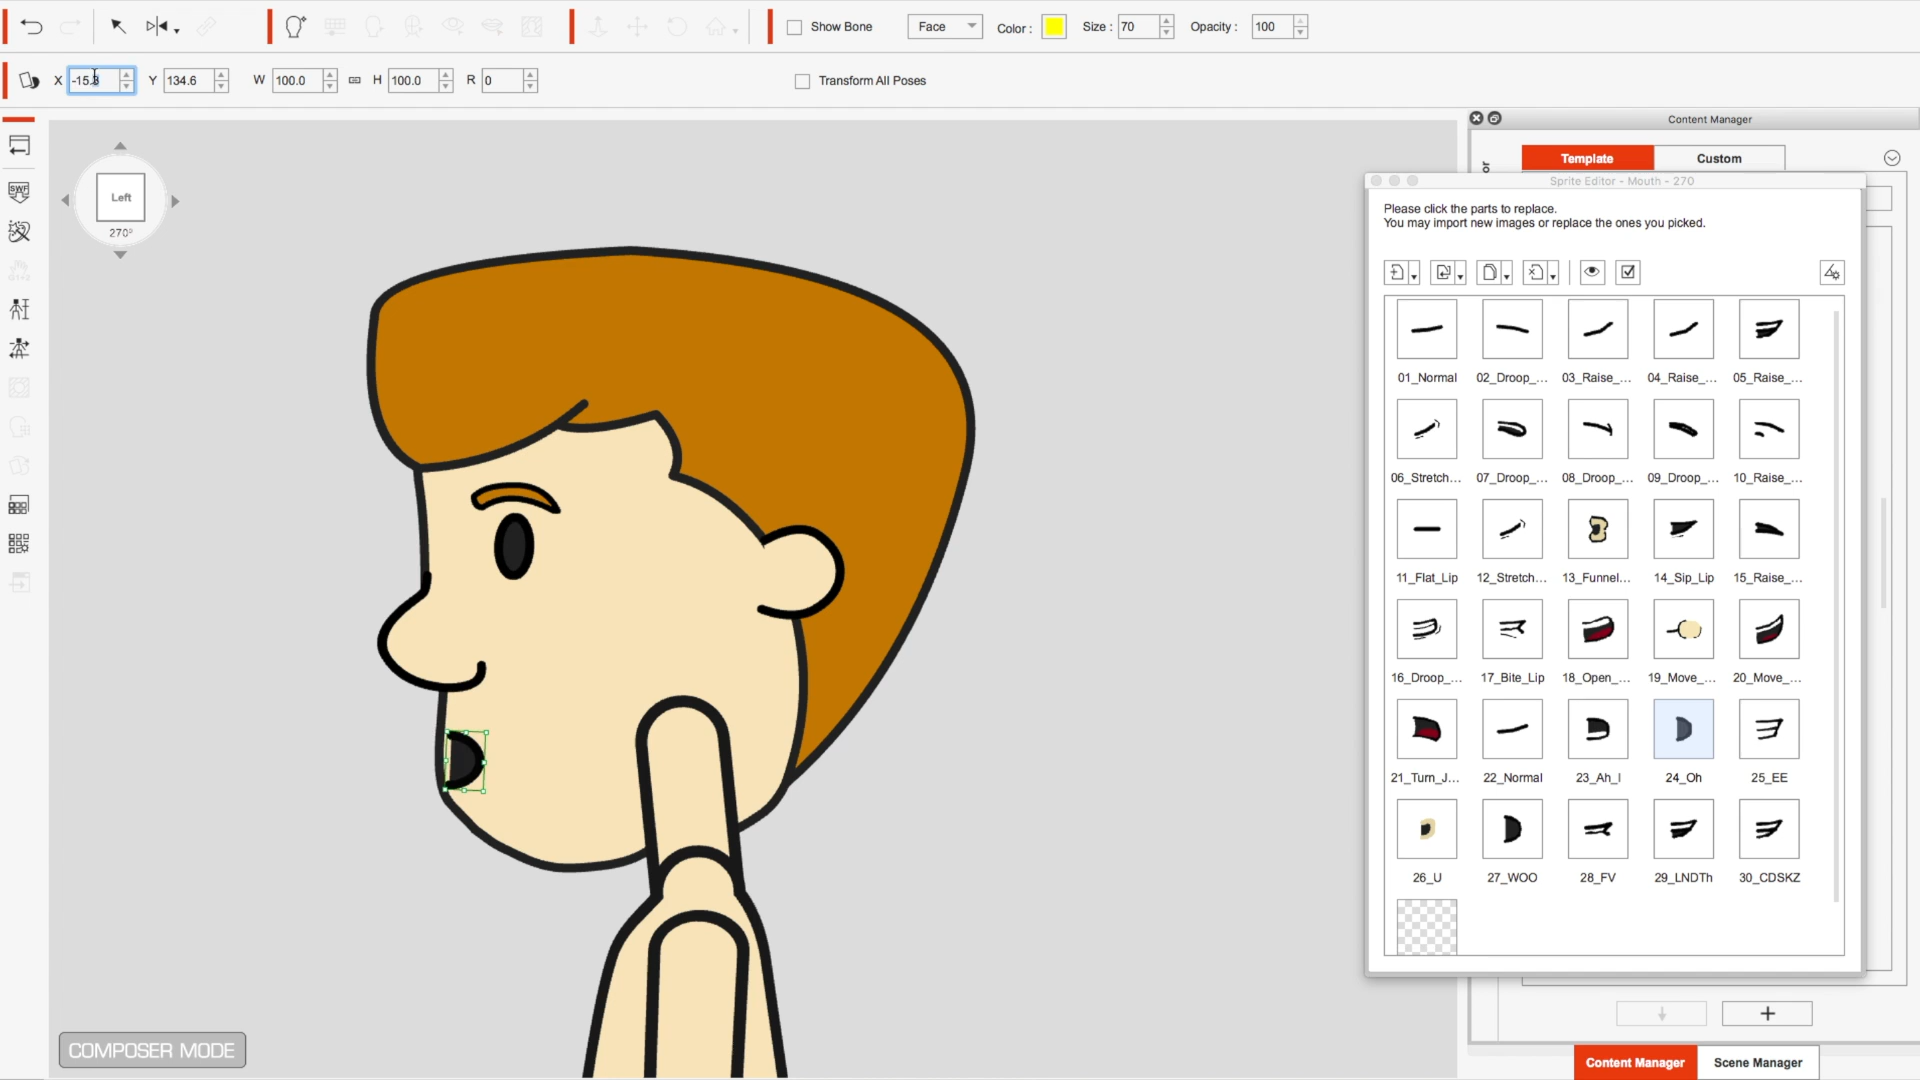 Show Bone
Face
Color :
Size : 70
Opacity : 100
X -15.8
Y 134.6
W 100.0
H 100.0
R 0
Transform All Poses
Content Manager
Left
270°
Template
Custom
Sprite Editor - Mouth - 270
Please click the parts to replace.
You may import new images or replace the ones you picked.
SWF
01_Normal
02_Droop_...
03_Raise_...
04_Raise_...
05_Raise_...
06_Stretch...
07_Droop_...
08_Droop_...
09_Droop_...
10_Raise_...
11_Flat_Lip
12_Stretch...
13_Funnel...
14_Sip_Lip
15_Raise_...
16_Droop_...
17_Bite_Lip
18_Open_...
19_Move_...
20_Move_...
21_Turn_J...
22_Normal
23_Ah_I
24_Oh
25_EE
26_U
27_WOO
28_FV
29_LNDTh
30_CDSKZ
COMPOSER MODE
Content Manager
Scene Manager